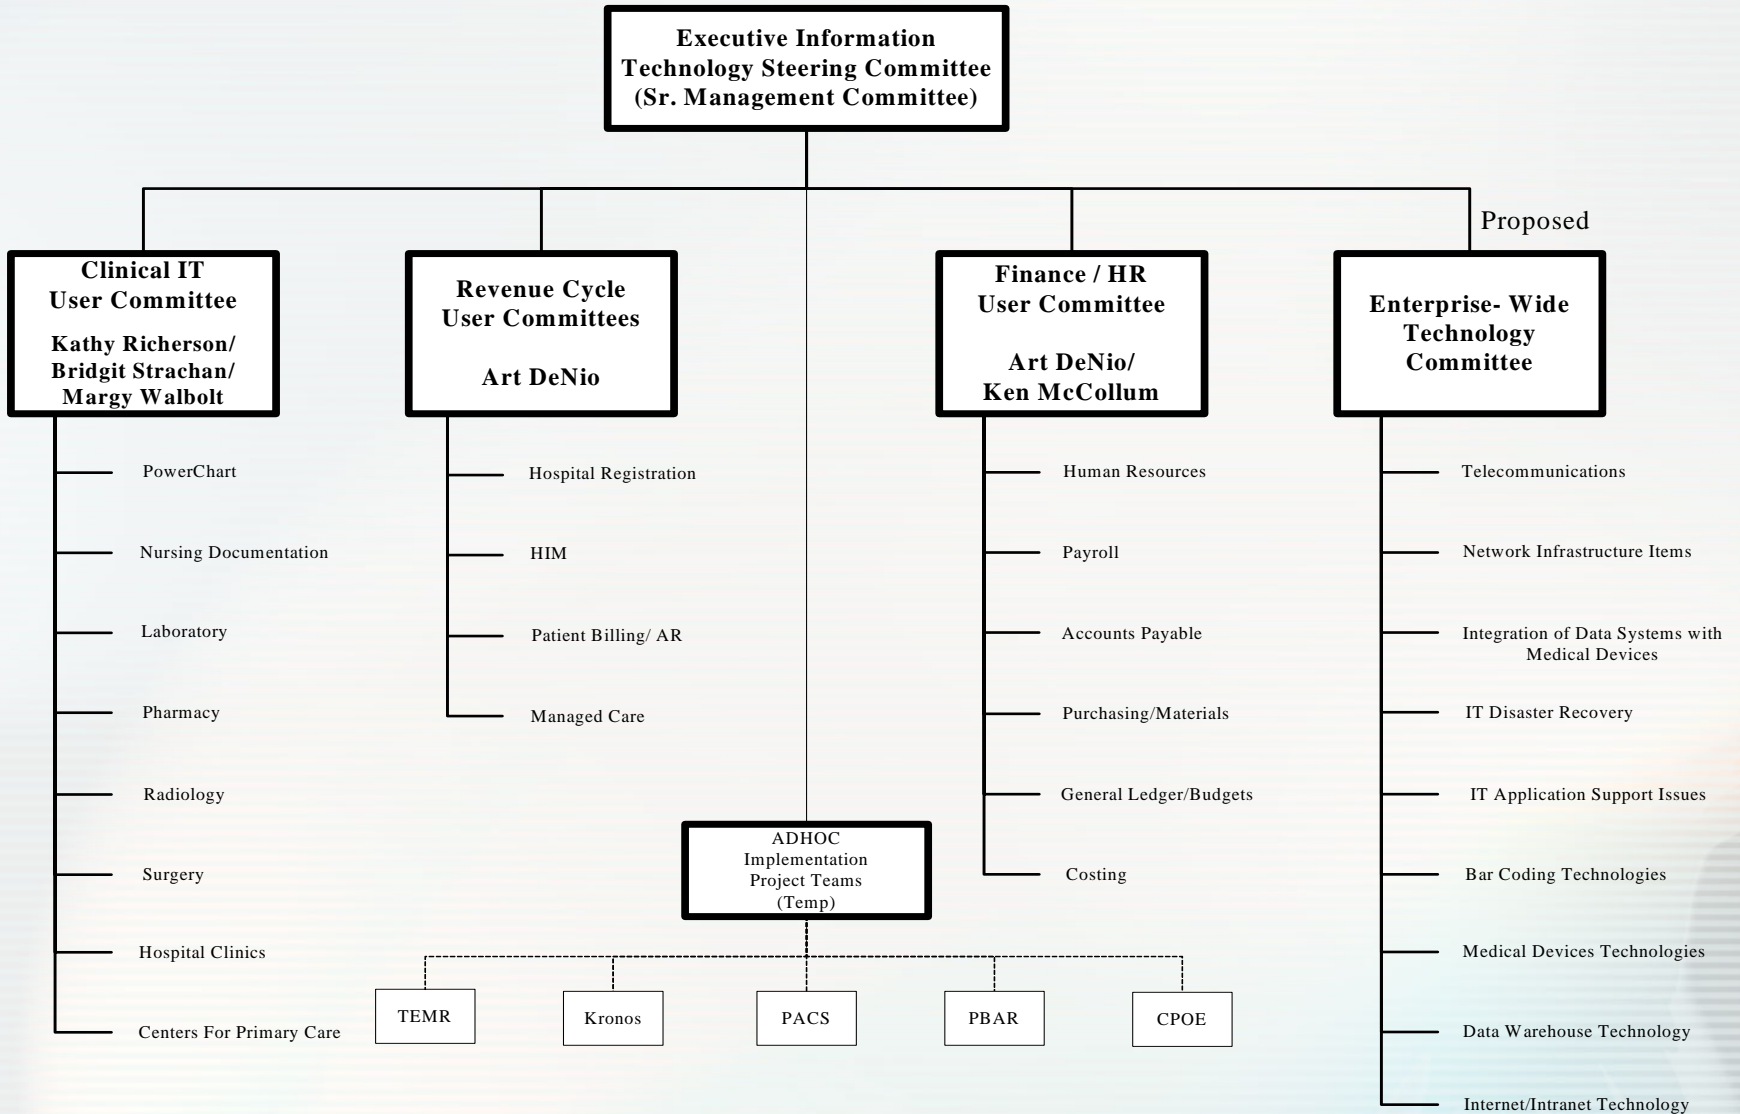 Executive Information
Technology Steering Committee
(Sr. Management Committee)
Proposed
Clinical IT
User Committee
Kathy Richerson/
Bridgit Strachan/
Margy Walbolt
PowerChart
Nursing Documentation
Laboratory
Pharmacy
Radiology
Surgery
Hospital Clinics
Centers For Primary Care
Revenue Cycle
User Committees
Art DeNio
Hospital Registration
HIM
Patient Billing/ AR
Managed Care
ADHOC
Implementation
Project Teams
(Temp)
TEMR
Kronos
PACS
PBAR
CPOE
Finance / HR
User Committee
Art DeNio/
Ken McCollum
Human Resources
Payroll
Accounts Payable
Purchasing/Materials
General Ledger/Budgets
Costing
Enterprise- Wide
Technology
Committee
Telecommunications
Network Infrastructure Items
Integration of Data Systems with
Medical Devices
IT Disaster Recovery
IT Application Support Issues
Bar Coding Technologies
Medical Devices Technologies
Data Warehouse Technology
Internet/Intranet Technology